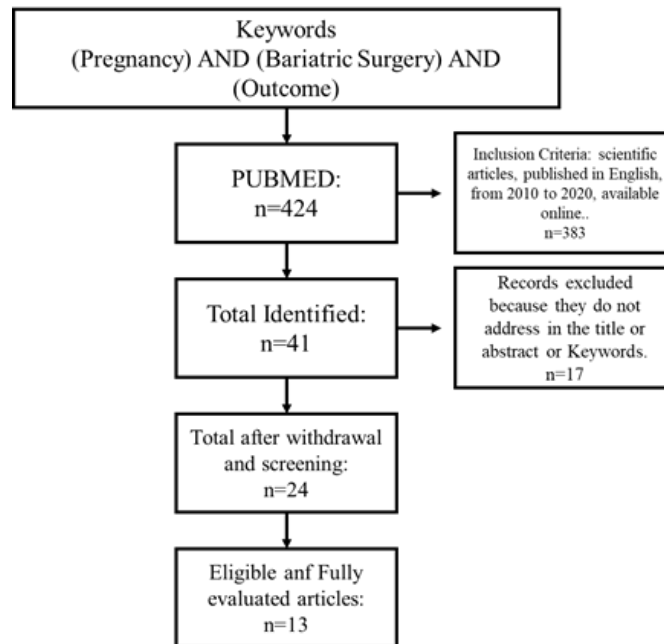 Keywords
(Pregnancy) AND (Bariatric Surgery) AND
(Outcome)
PUBMED:
n=424
Inclusion Criteria: scientific
articles, published in English,
from 2010 to 2020, available
online..
n=383
Total Identified:
n=41
Records excluded
because they do not
address in the title or
abstract or Keywords.
n=17
Total after withdrawal
and screening:
n=24
Eligible anf Fully
evaluated articles:
n=13